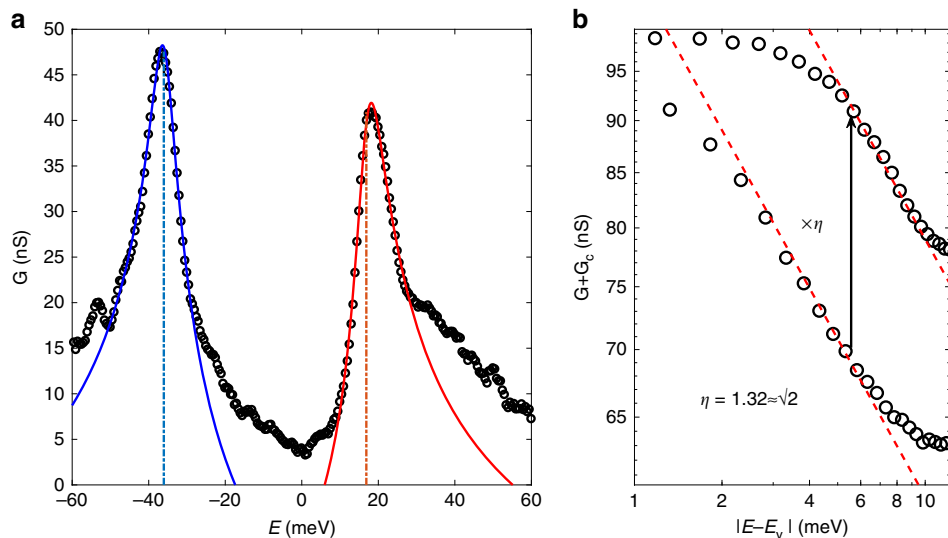 a
50
45
40
35
30
25
20
15
10
5
0
G (nS)
−60 −40 −20 0 20 40 60
E (meV)
b
95
90
85
80
75
70
65
G+Gc (nS)
×η
η = 1.32≈√2
1 2 4 6 8 10
|E–Ev | (meV)